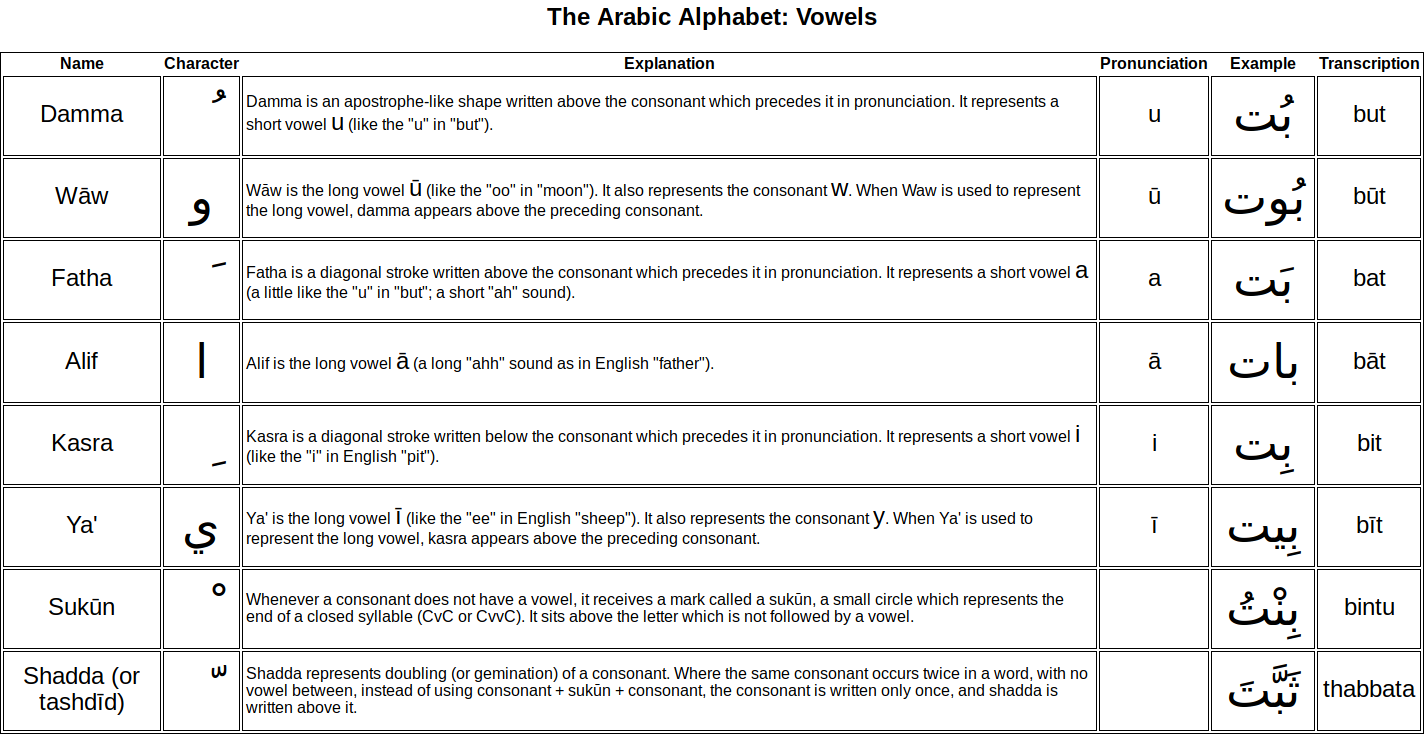 The Arabic Alphabet: Vowels
Name Character Explanation Pronunciation Example Transcription
Damma ُ Damma is an apostrophe-like shape written above the consonant which precedes it in pronunciation. It represents a
short vowel u (like the "u" in "but"). u بُت but
Wāw و Wāw is the long vowel ū (like the "oo" in "moon"). It also represents the consonant w. When Waw is used to represent
the long vowel, damma appears above the preceding consonant. ū بُوت būt
Fatha َ Fatha is a diagonal stroke written above the consonant which precedes it in pronunciation. It represents a short vowel a
(a little like the "u" in "but"; a short "ah" sound). a بَت bat
Alif ا Alif is the long vowel ā (a long "ahh" sound as in English "father"). ā بات bāt
Kasra ِ Kasra is a diagonal stroke written below the consonant which precedes it in pronunciation. It represents a short vowel i
(like the "i" in English "pit"). i بِت bit
Ya' ي Ya' is the long vowel ī (like the "ee" in English "sheep"). It also represents the consonant y. When Ya' is used to
represent the long vowel, kasra appears above the preceding consonant. ī بِيت bīt
Sukūn ْ Whenever a consonant does not have a vowel, it receives a mark called a sukūn, a small circle which represents the
end of a closed syllable (CvC or CvvC). It sits above the letter which is not followed by a vowel. بِنْتُ bintu
Shadda (or
tashdīd) ّ Shadda represents doubling (or gemination) of a consonant. Where the same consonant occurs twice in a word, with no
vowel between, instead of using consonant + sukūn + consonant, the consonant is written only once, and shadda is
written above it. ثَبَّتَ thabbata